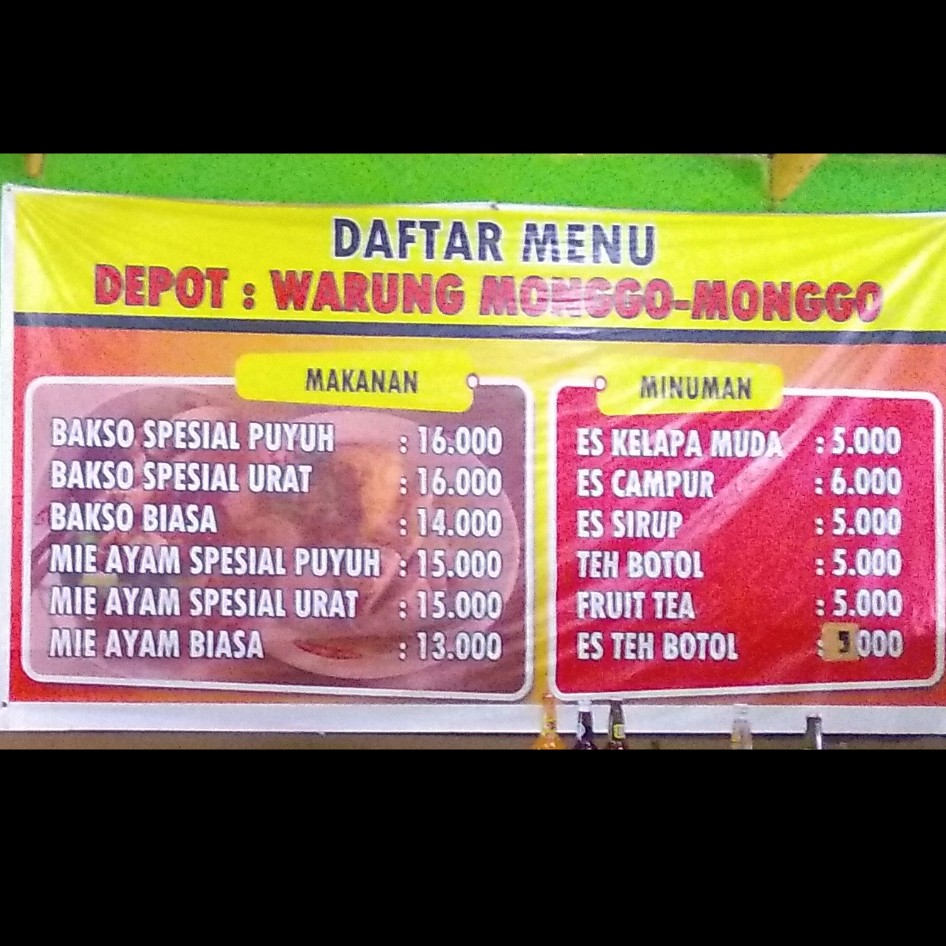 DAFTAR MENU
DEPOT : WARUNG MONGGO-MONGGO
MAKANAN
BAKSO SPESIAL PUYUH : 16.000
BAKSO SPESIAL URAT : 16.000
BAKSO BIASA : 14.000
MIE AYAM SPESIAL PUYUH : 15.000
MIE AYAM SPESIAL URAT : 15.000
MIE AYAM BIASA : 13.000
MINUMAN
ES KELAPA MUDA : 5.000
ES CAMPUR : 6.000
ES SIRUP : 5.000
TEH BOTOL : 5.000
FRUIT TEA : 5.000
ES TEH BOTOL : 5.000